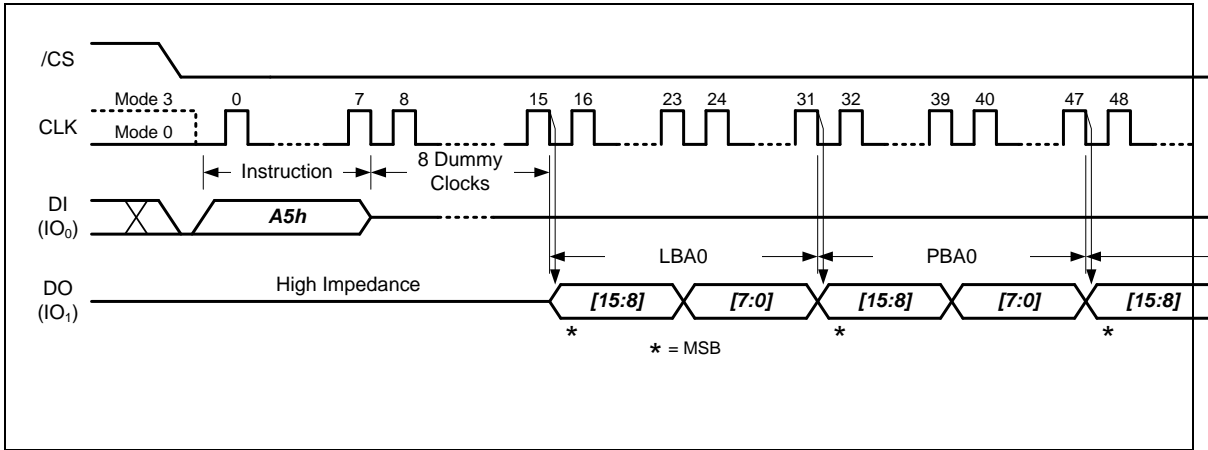 /CS
Mode 3
0 7 8 15 16 23 24 31 32 39 40 47 48
CLK
Mode 0
Instruction
8 Dummy
Clocks
DI
(IO0)
A5h
LBA0
PBA0
DO
(IO1)
High Impedance
[15:8] [7:0] [15:8] [7:0] [15:8]
* * *
* = MSB